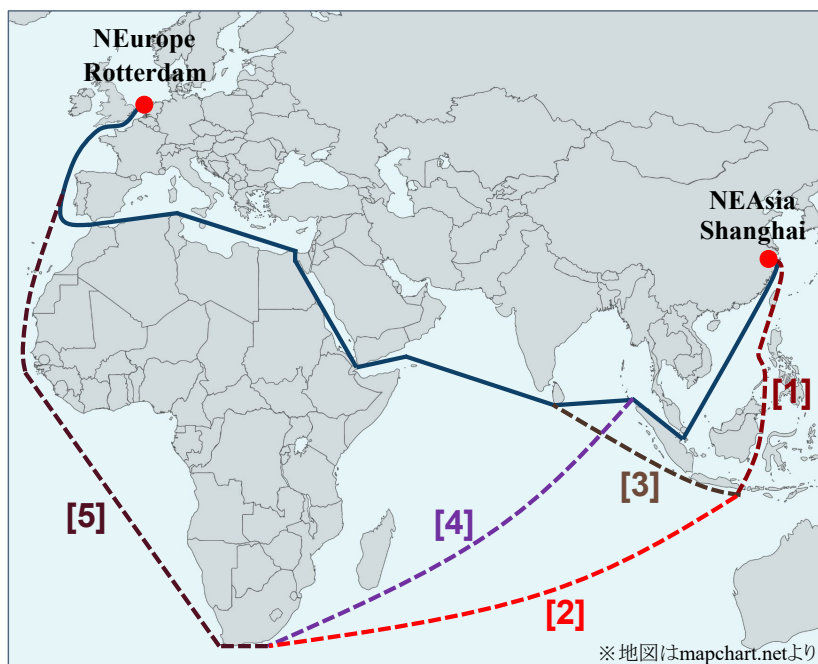 NEurope
Rotterdam
NEAsia
Shanghai
[1]
[3]
[4]
[5]
[2]
※地図はmapchart.netより